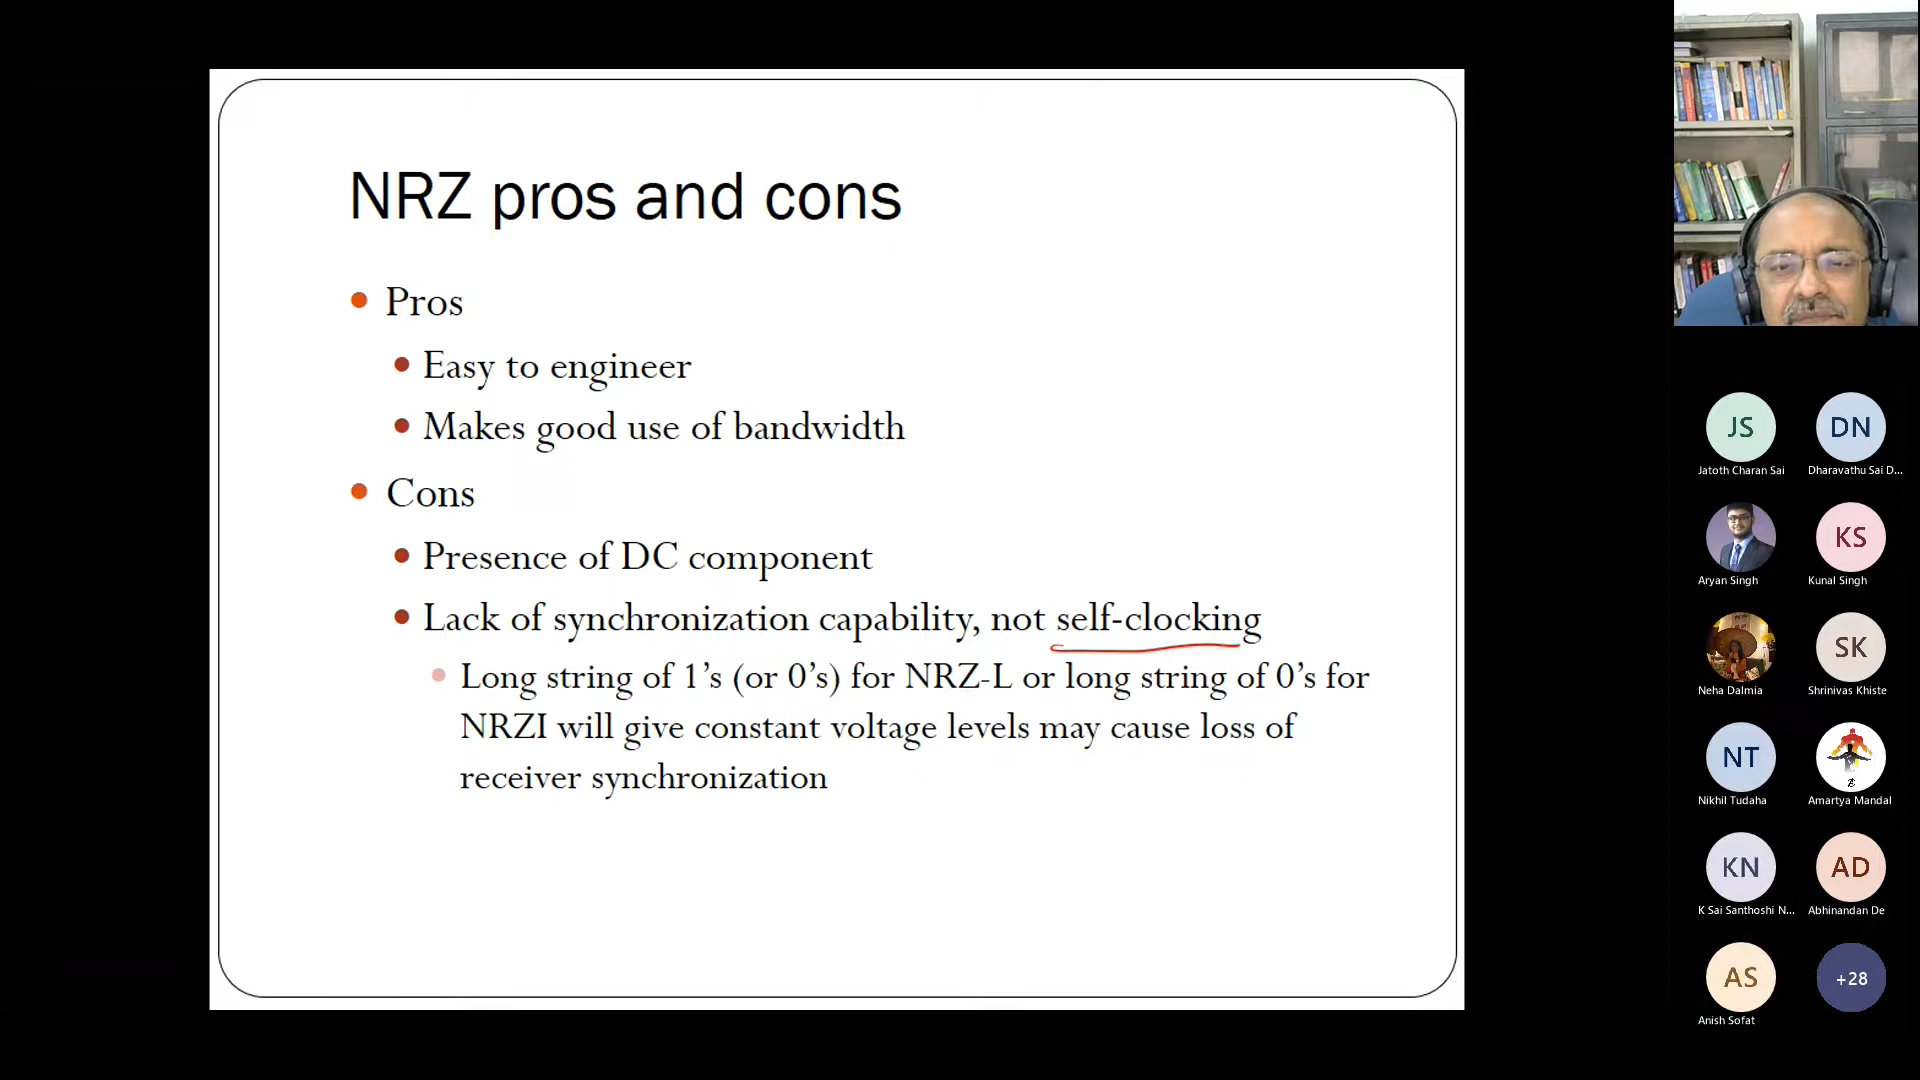 NRZ pros and cons
Pros
Easy to engineer
Makes good use of bandwidth
Cons
Presence of DC component
Lack of synchronization capability, not self-clocking
Long string of 1’s (or 0’s) for NRZ-L or long string of 0’s for
NRZI will give constant voltage levels may cause loss of
receiver synchronization
JS
DN
Jatoth Charan Sai
Dharavathu Sai D...
KS
Aryan Singh
Kunal Singh
SK
Neha Dalmia
Shrinivas Khiste
NT
Nikhil Tudaha
Amartya Mandal
KN
AD
K Sai Santhoshi N...
Abhinandan De
AS
+28
Anish Sofat